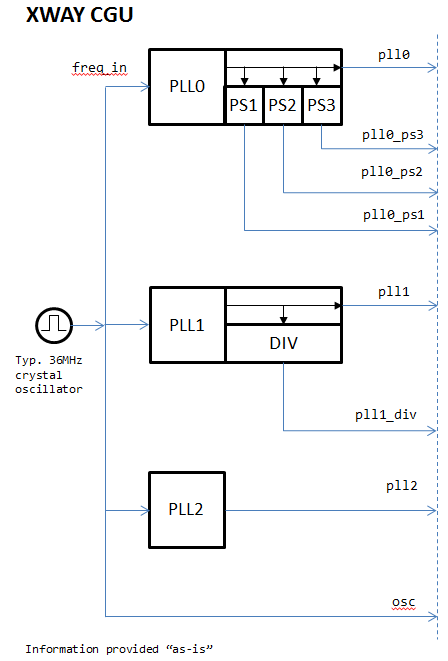 XWAY CGU
pll0
freq_in
PLL0
PS1 PS2 PS3
pll0_ps3
pll0_ps2
pll0_ps1
pll1
PLL1
DIV
Typ. 36MHz
crystal
oscillator
pll1_div
pll2
PLL2
osc
Information provided “as-is”